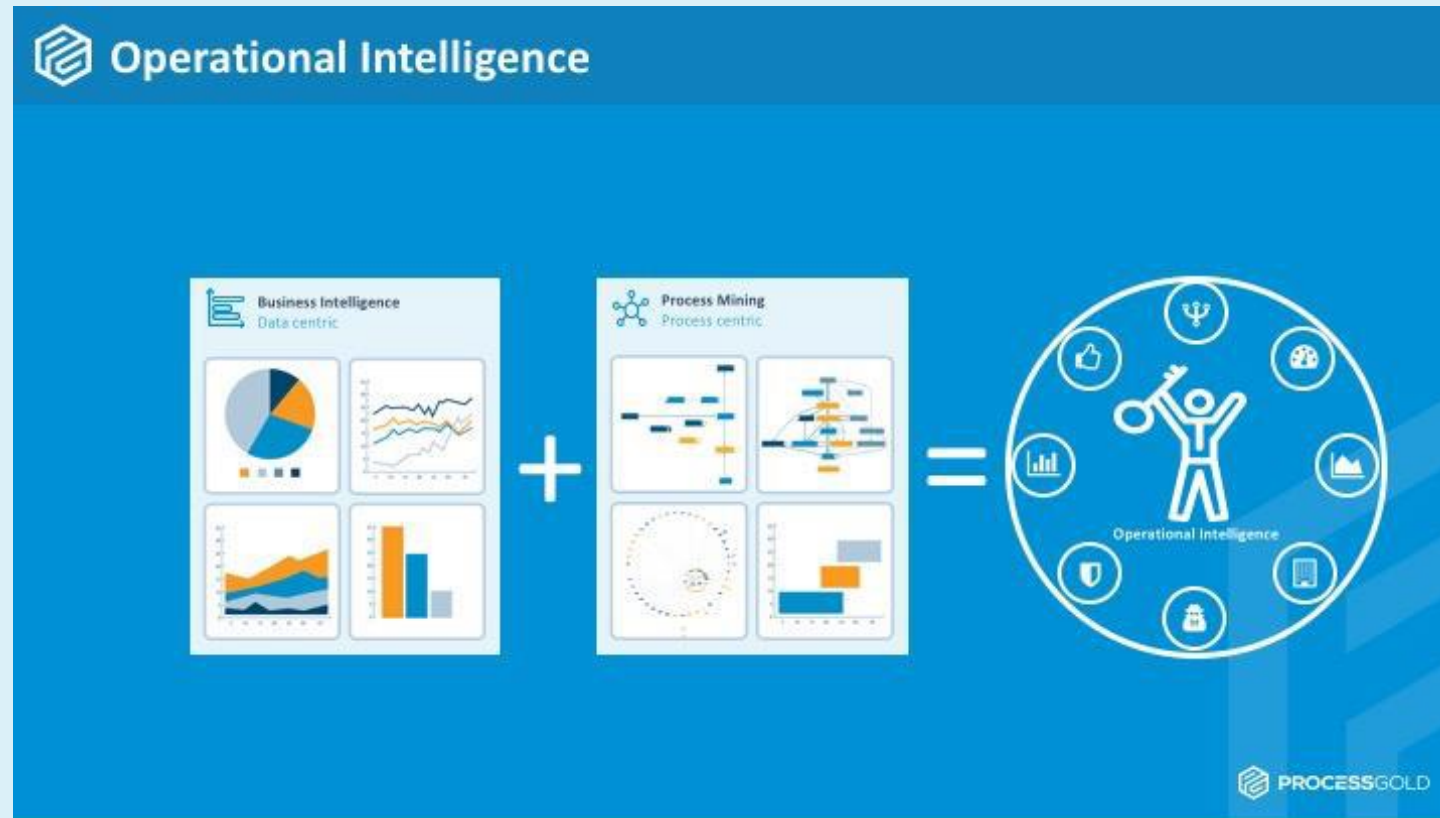 Operational Intelligence
Business Intelligence
Data centric
Process Mining
Process centric
Operational Intelligence
PROCESSGOLD